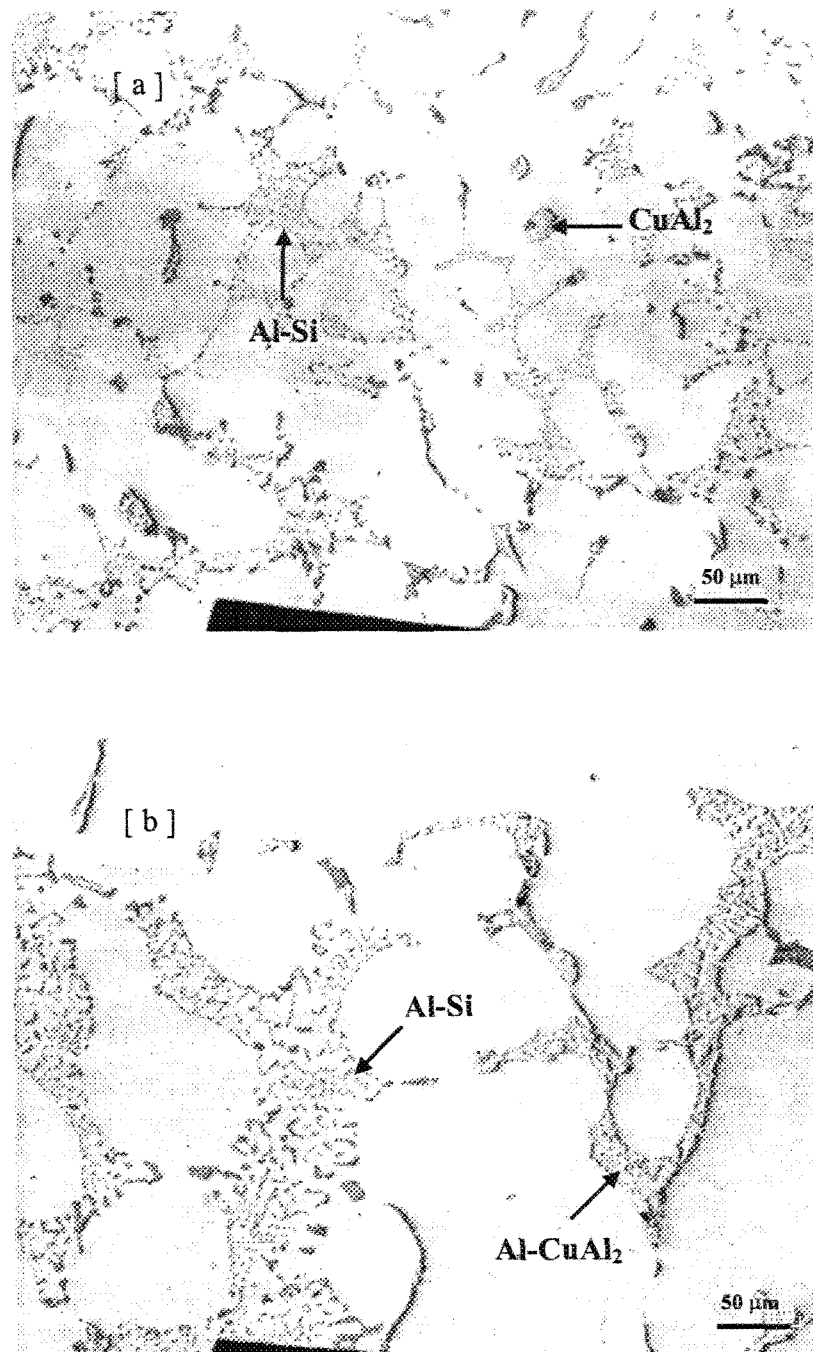 [ a ]
CuAl₂
Al-Si
50 µm
[ b ]
Al-Si
Al-CuAl₂
50 µm